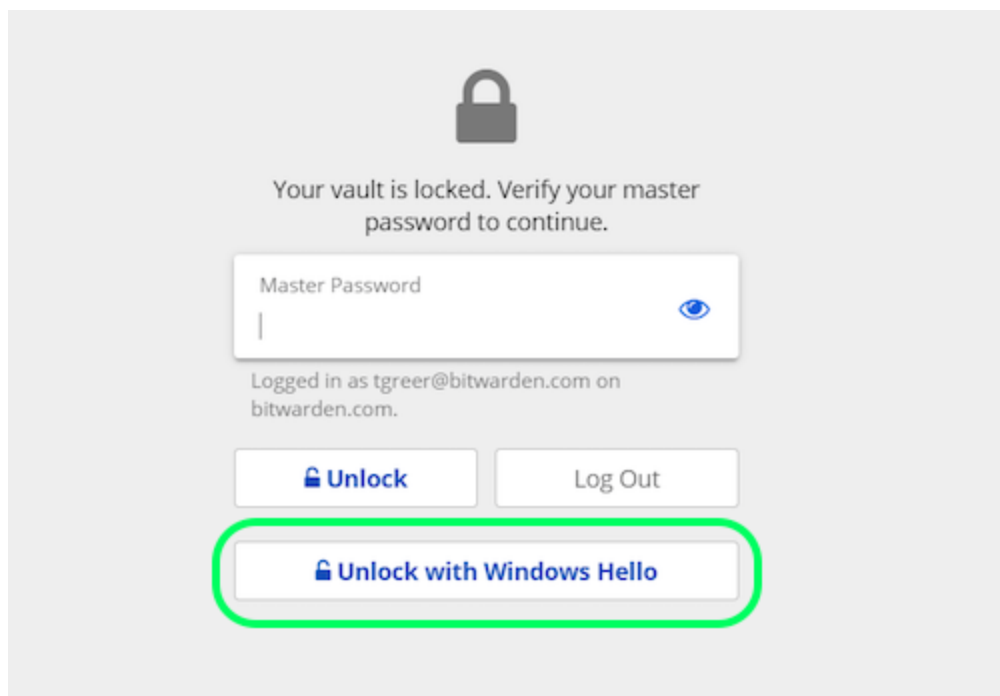 Your vault is locked. Verify your master
password to continue.
Master Password
Logged in as tgreer@bitwarden.com on
bitwarden.com.
Unlock
Log Out
Unlock with Windows Hello